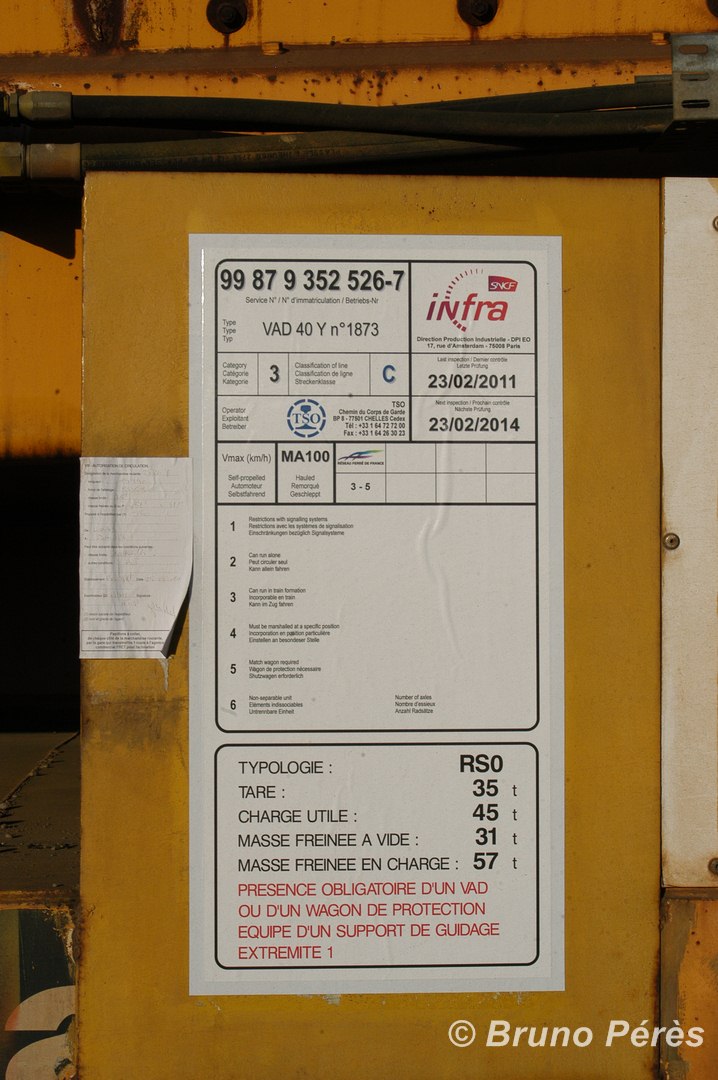 99 87 9 352 526-7
Service N° / N° d'immatriculation / Betriebs-Nr
Type
Type
Typ
VAD 40 Y n°1873
SNCF
iNfra
Direction Production Industrielle - DPI EO
17, rue d'Amsterdam - 75008 Paris
Category
Catégorie
Kategorie
3
Classification of line
Classification de ligne
Streckenklasse
C
Last inspection / Dernier contrôle
Letzte Prüfung
23/02/2011
Operator
Exploitant
Betreiber
TSO
TSO
Chemin du Corps de Garde
BP 8 - 77501 CHELLES Cedex
Tél : +33 1 64 72 72 00
Fax : +33 1 64 26 30 23
Next inspection / Prochain contrôle
Nächste Prüfung
23/02/2014
Vmax (km/h)
MA100
RÉSEAU FERRÉ DE FRANCE
Self-propelled
Automoteur
Selbstfahrend
Hauled
Remorqué
Geschleppt
3 - 5
1
Restrictions with signalling systems
Restrictions avec les systèmes de signalisation
Einschränkungen bezüglich Signalsysteme
2
Can run alone
Peut circuler seul
Kann allein fahren
3
Can run in train formation
Incorporable en train
Kann im Zug fahren
4
Must be marshalled at a specific position
Incorporation en position particulière
Einstellen an besondeser Stelle
5
Match wagon required
Wagon de protection nécessaire
Shutzwagen erforderlich
6
Non-separable unit
Eléments indissociables
Untrennbare Einheit
Number of axles
Nombre d'essieux
Anzahl Radsätze
TYPOLOGIE : RS0
TARE : 35 t
CHARGE UTILE : 45 t
MASSE FREINEE A VIDE : 31 t
MASSE FREINEE EN CHARGE : 57 t
PRESENCE OBLIGATOIRE D'UN VAD
OU D'UN WAGON DE PROTECTION
EQUIPE D'UN SUPPORT DE GUIDAGE
EXTREMITE 1
AUTORISATION DE CIRCULATION
© Bruno Pérès